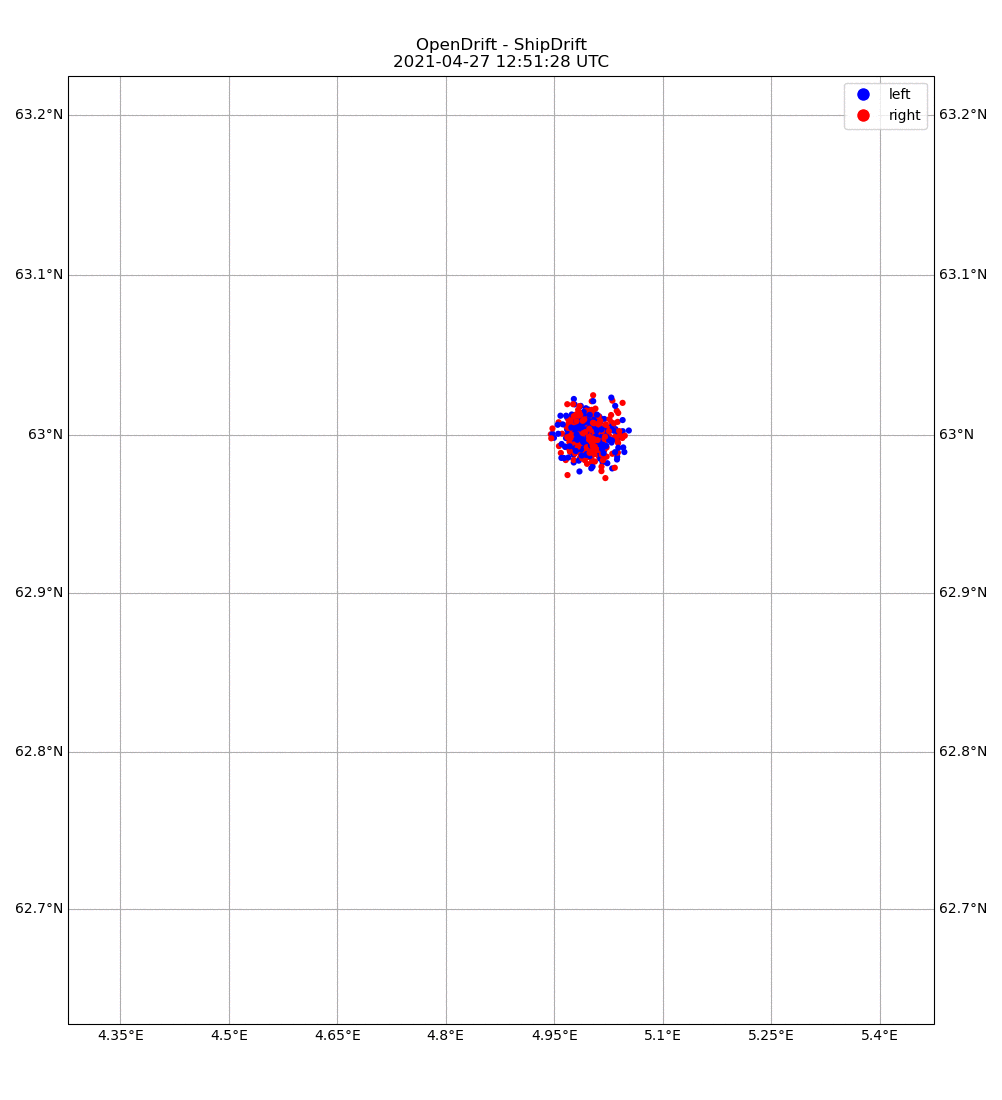 OpenDrift - ShipDrift
2021-04-27 12:51:28 UTC
left
right
63.2°N
63.2°N
63.1°N
63.1°N
63°N
63°N
62.9°N
62.9°N
62.8°N
62.8°N
62.7°N
62.7°N
4.35°E
4.5°E
4.65°E
4.8°E
4.95°E
5.1°E
5.25°E
5.4°E